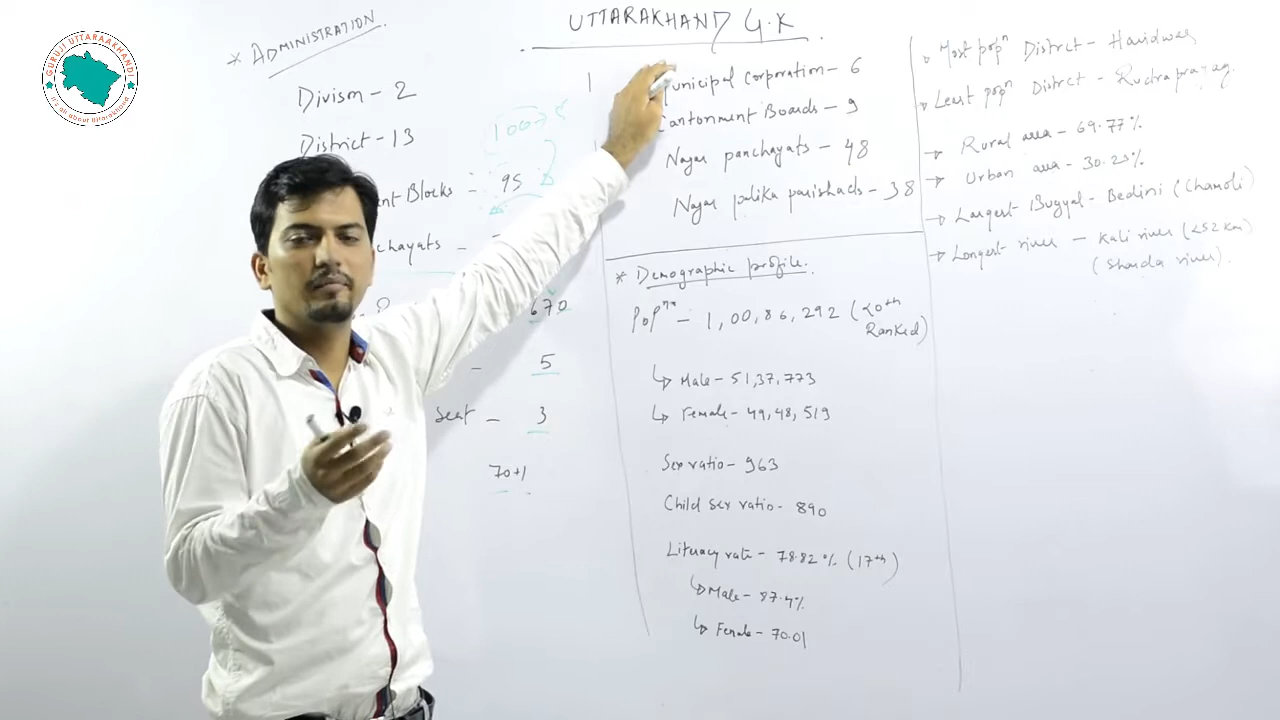 GURUJI UTTARAKHAND
UTTARAKHAND G.K
* ADMINISTRATION
Divison - 2
District - 13
Blocks - 95
100
670
- 5
Seat - 3
70+1
Municipal Corporation - 6
Cantonment Boards - 9
Nagar panchayats - 48
Nagar palika parishads - 38
* Demographic profile.
Popn - 1,00,86,292 (20th
Ranked)
↳ Male - 51,37,773
↳ Female - 49,48,519
Sex ratio - 963
Child sex ratio - 890
Literacy rate - 78.82% (17th)
↳ Male - 87.4%
↳ Female - 70.01
Most popn District - Haridwar
Least popn District - Rudraprayag.
→ Rural area - 69.77%
→ Urban area - 30.23%
→ Largest Bugyal - Bedini (Chamoli)
→ Longest river - Kali river (252 km)
(Sharda river).